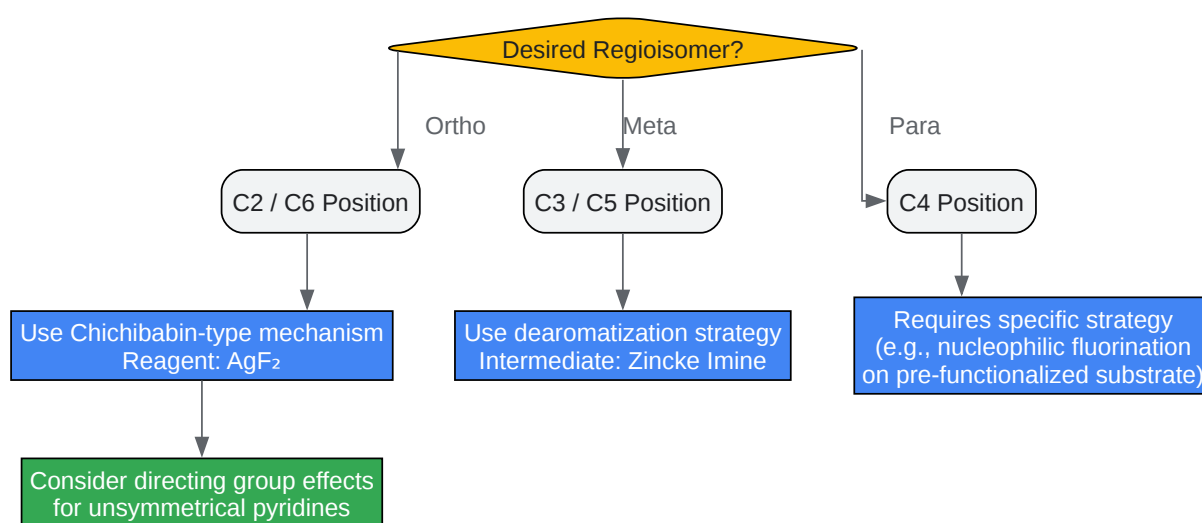 Desired Regioisomer?
Ortho
Meta
Para
C2 / C6 Position
C3 / C5 Position
C4 Position
Use Chichibabin-type mechanism
Reagent: AgF₂
Use dearomatization strategy
Intermediate: Zincke Imine
Requires specific strategy
(e.g., nucleophilic fluorination
on pre-functionalized substrate)
Consider directing group effects
for unsymmetrical pyridines